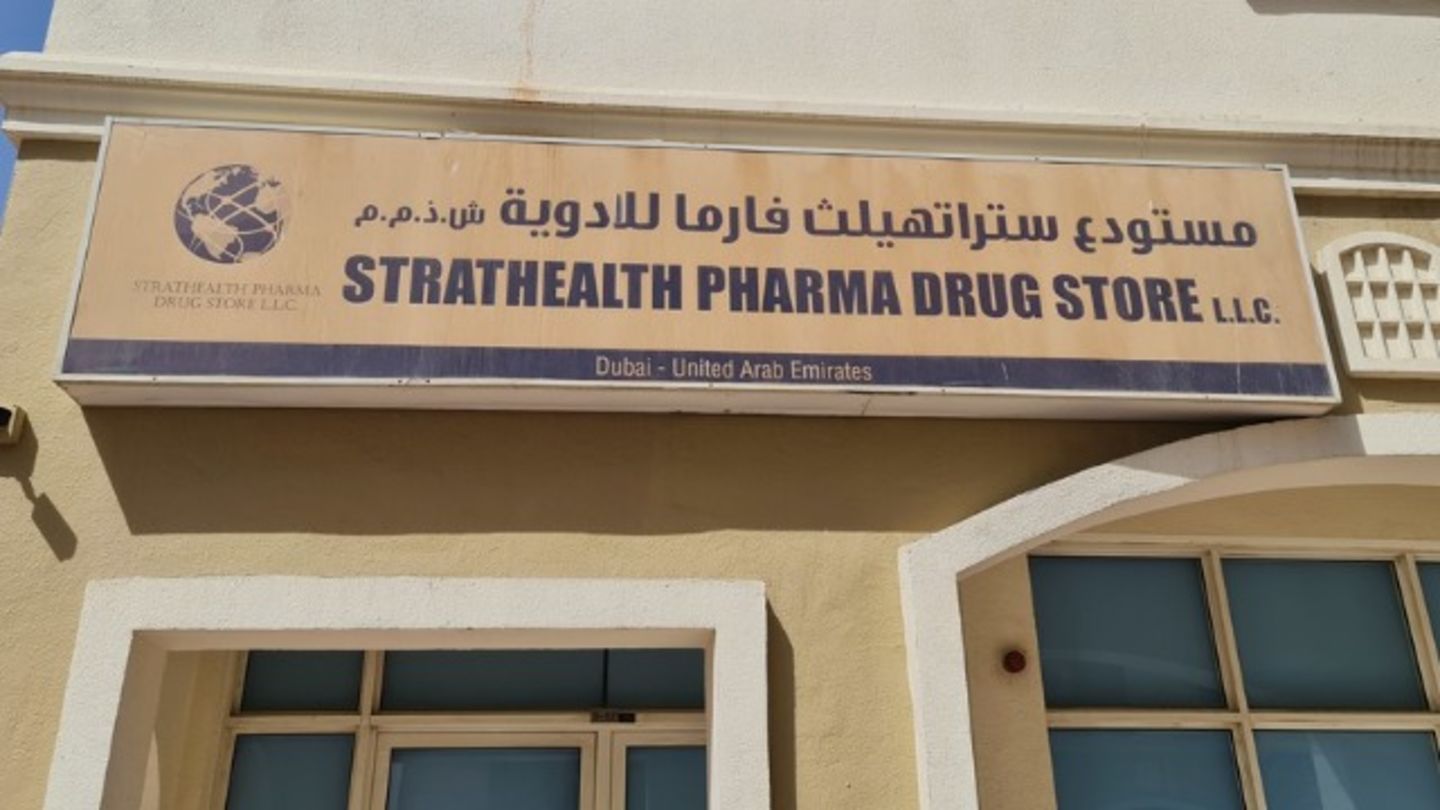 مستودع ستراتهيلث فارما للادوية ش.ذ.م.م
STRATHEALTH PHARMA DRUG STORE L.L.C.
STRATHEALTH PHARMA
DRUG STORE L.L.C.
Dubai - United Arab Emirates